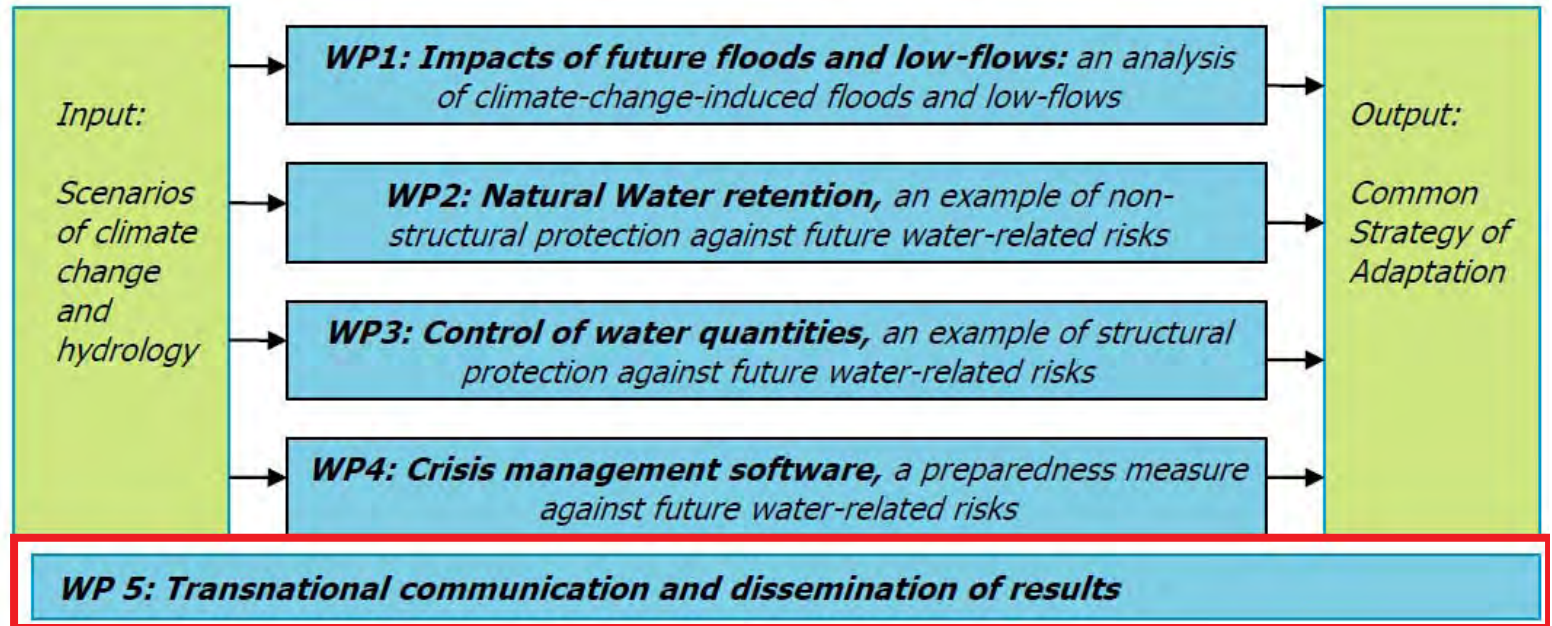 Input:
Scenarios
of climate
change
and
hydrology
WP1: Impacts of future floods and low-flows: an analysis
of climate-change-induced floods and low-flows
WP2: Natural Water retention, an example of non-
structural protection against future water-related risks
WP3: Control of water quantities, an example of structural
protection against future water-related risks
WP4: Crisis management software, a preparedness measure
against future water-related risks
Output:
Common
Strategy of
Adaptation
WP 5: Transnational communication and dissemination of results